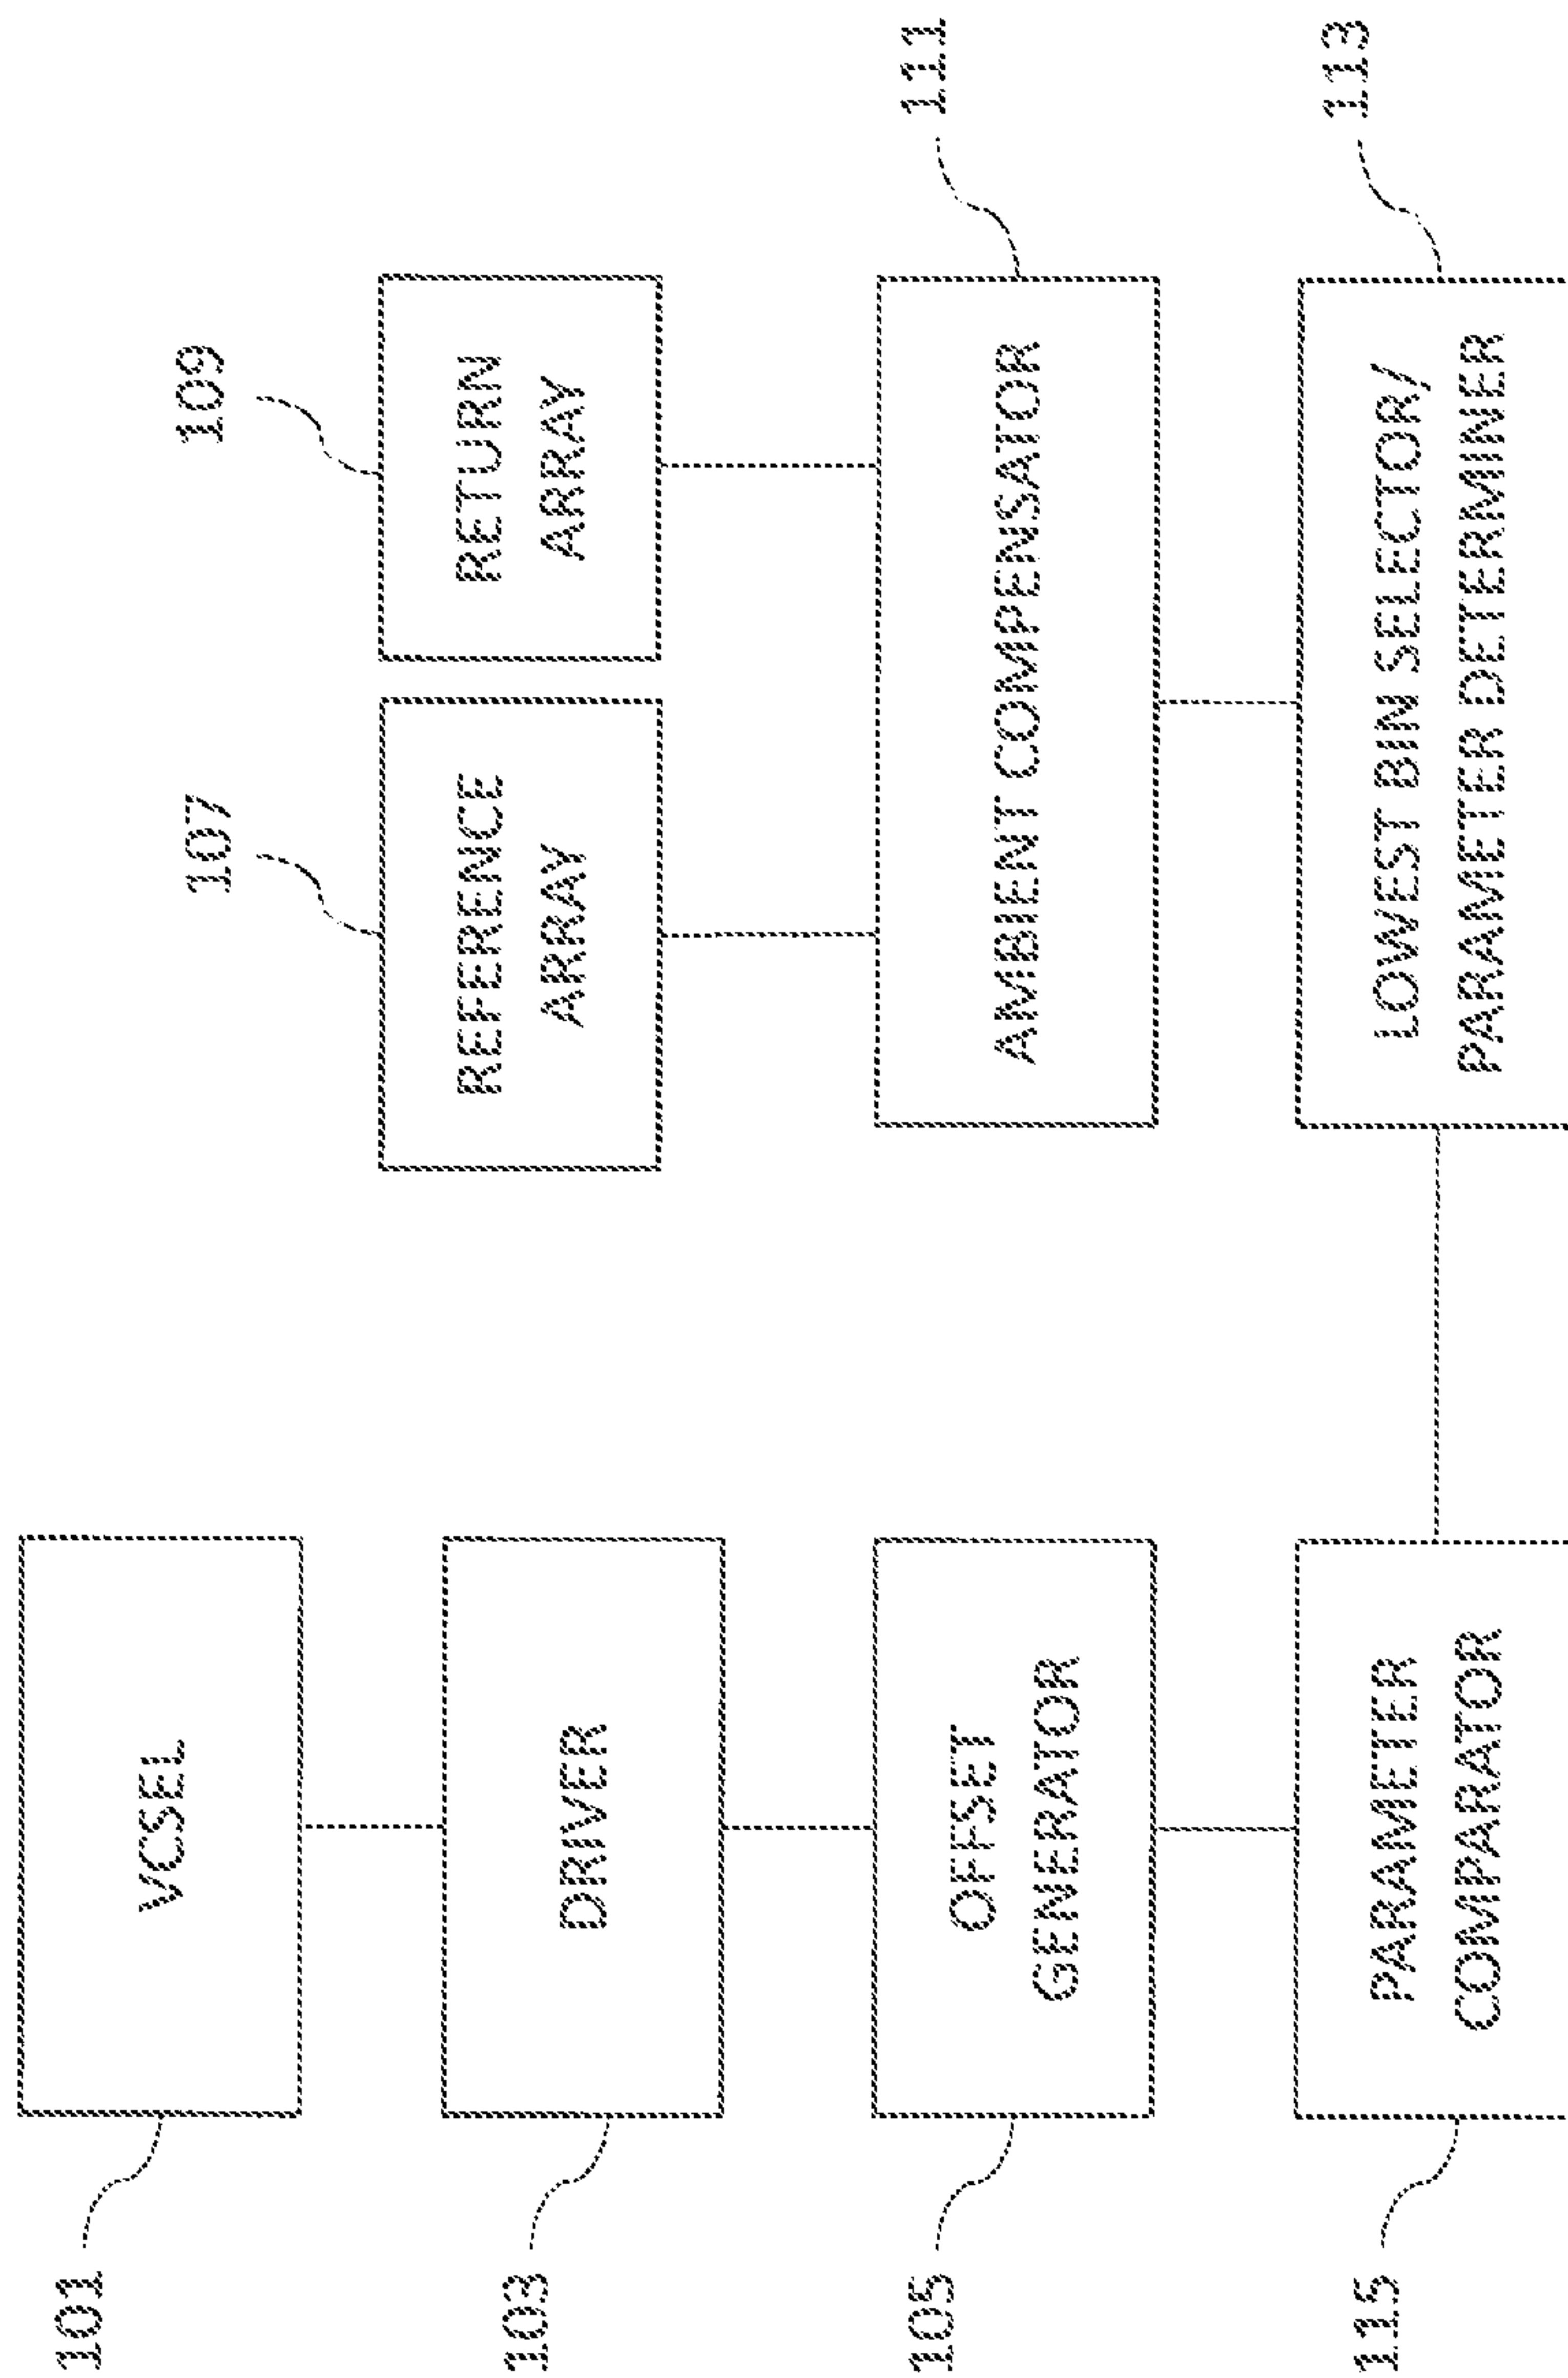 101
VCSEL
103
DRIVER
105
OFFSET
GENERATOR
115
PARAMETER
COMPARATOR
107
REFERENCE
ARRAY
109
RETURN
ARRAY
111
AMBIENT COMPENSATOR
113
LOWEST BIN SELECTOR/
PARAMETER DETERMINER